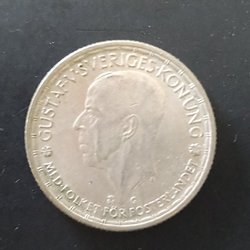 GUSTAF V SVERIGES KONUNG
MED FOLKET FÖR FOSTERLANDET
G